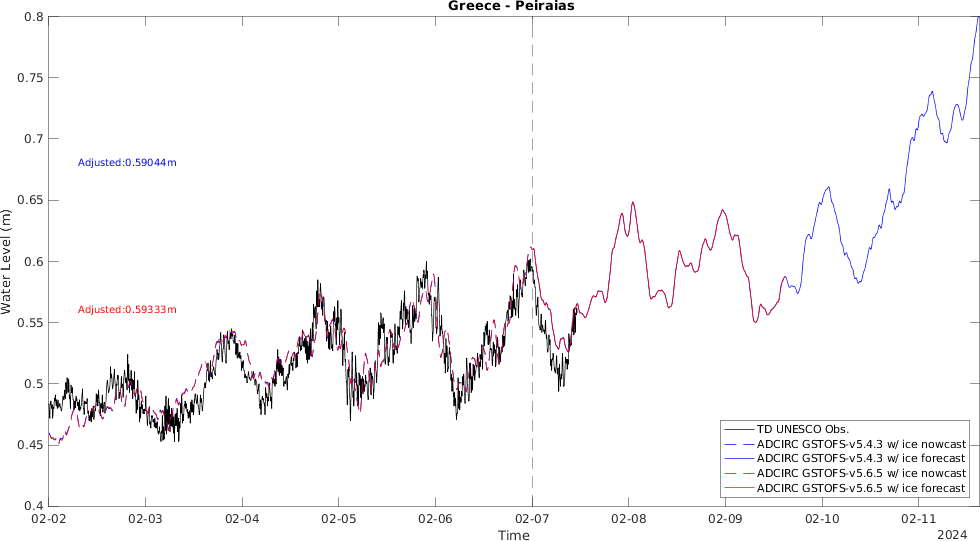 Greece - Peiraias
Water Level (m)
0.8
0.75
0.7
0.65
0.6
0.55
0.5
0.45
0.4
Adjusted:0.59044m
Adjusted:0.59333m
TD UNESCO Obs.
ADCIRC GSTOFS-v5.4.3 w/ ice nowcast
ADCIRC GSTOFS-v5.4.3 w/ ice forecast
ADCIRC GSTOFS-v5.6.5 w/ ice nowcast
ADCIRC GSTOFS-v5.6.5 w/ ice forecast
02-02 02-03 02-04 02-05 02-06 02-07 02-08 02-09 02-10 02-11
Time
2024